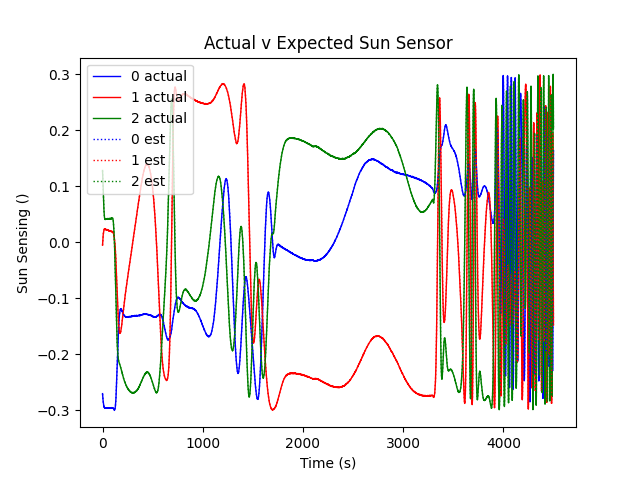 Actual v Expected Sun Sensor
0.3
0.2
0.1
0.0
−0.1
−0.2
−0.3
Sun Sensing ()
0 actual
1 actual
2 actual
0 est
1 est
2 est
0
1000
2000
3000
4000
Time (s)